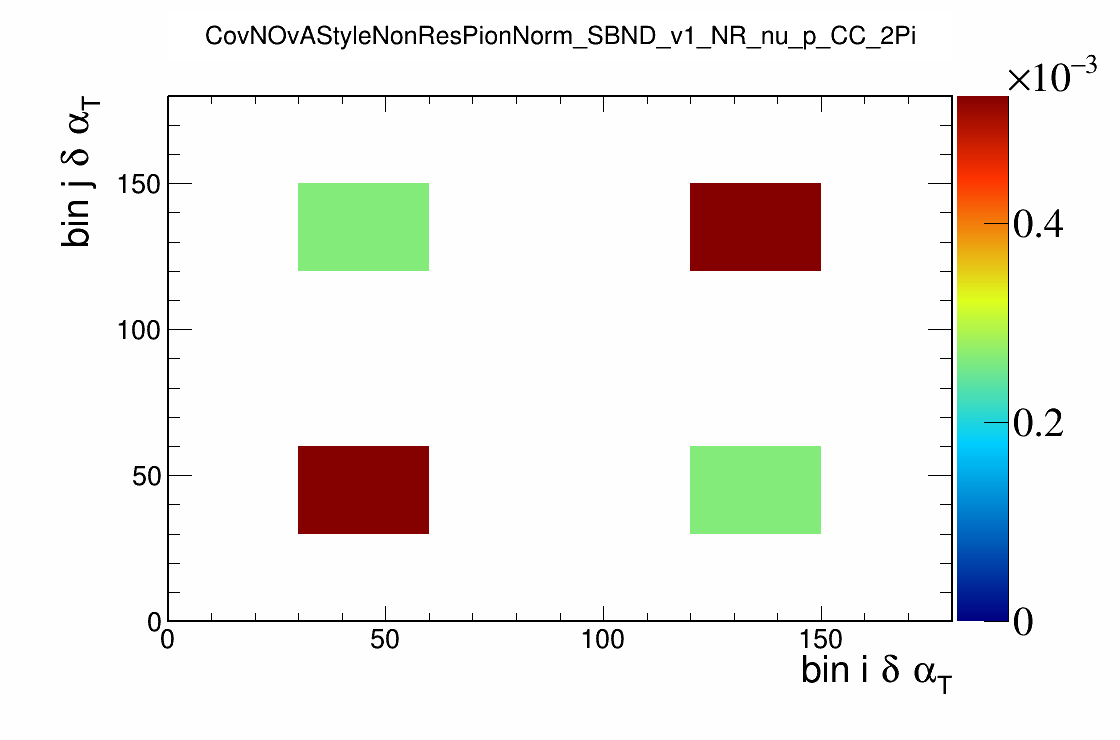 CovNOvAStyleNonResPionNorm_SBND_v1_NR_nu_p_CC_2Pi
×10⁻³
bin j δ α_T
150
100
50
0
0.4
0.2
0
0 50 100 150
bin i δ α_T